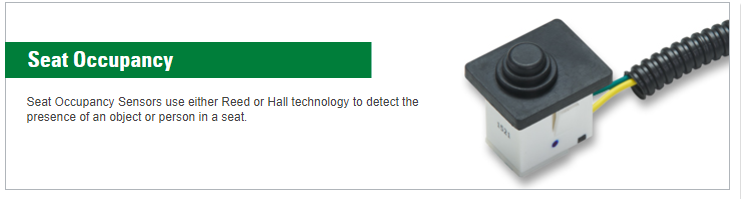 Seat Occupancy
Seat Occupancy Sensors use either Reed or Hall technology to detect the
presence of an object or person in a seat.